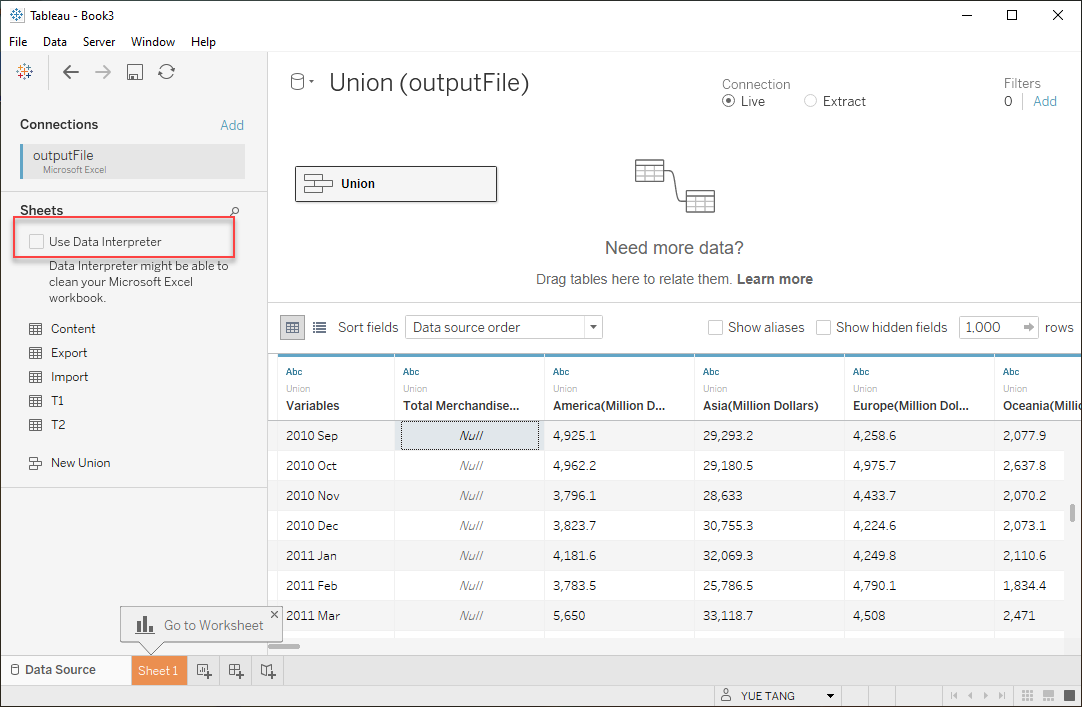 Tableau - Book3
File Data Server Window Help
Connections Add
outputFile
Microsoft Excel
Sheets
Use Data Interpreter
Data Interpreter might be able to
clean your Microsoft Excel
workbook.
Content
Export
Import
T1
T2
New Union
Union (outputFile)
Connection
Live Extract
Filters
0 Add
Union
Need more data?
Drag tables here to relate them. Learn more
Sort fields Data source order Show aliases Show hidden fields 1,000 rows
Abc Abc Abc Abc Abc Abc
Union Union Union Union Union Union
Variables Total Merchandise... America(Million D... Asia(Million Dollars) Europe(Million Dol... Oceania(Millic
2010 Sep Null 4,925.1 29,293.2 4,258.6 2,077.9
2010 Oct Null 4,962.2 29,180.5 4,975.7 2,637.8
2010 Nov Null 3,796.1 28,633 4,433.7 2,070.2
2010 Dec Null 3,823.7 30,755.3 4,224.6 2,073.1
2011 Jan Null 4,181.6 32,069.3 4,249.8 2,110.6
2011 Feb Null 3,783.5 25,786.5 4,790.1 1,834.4
2011 Mar Null 5,650 33,118.7 4,508 2,471
Go to Worksheet
Data Source Sheet 1
YUE TANG